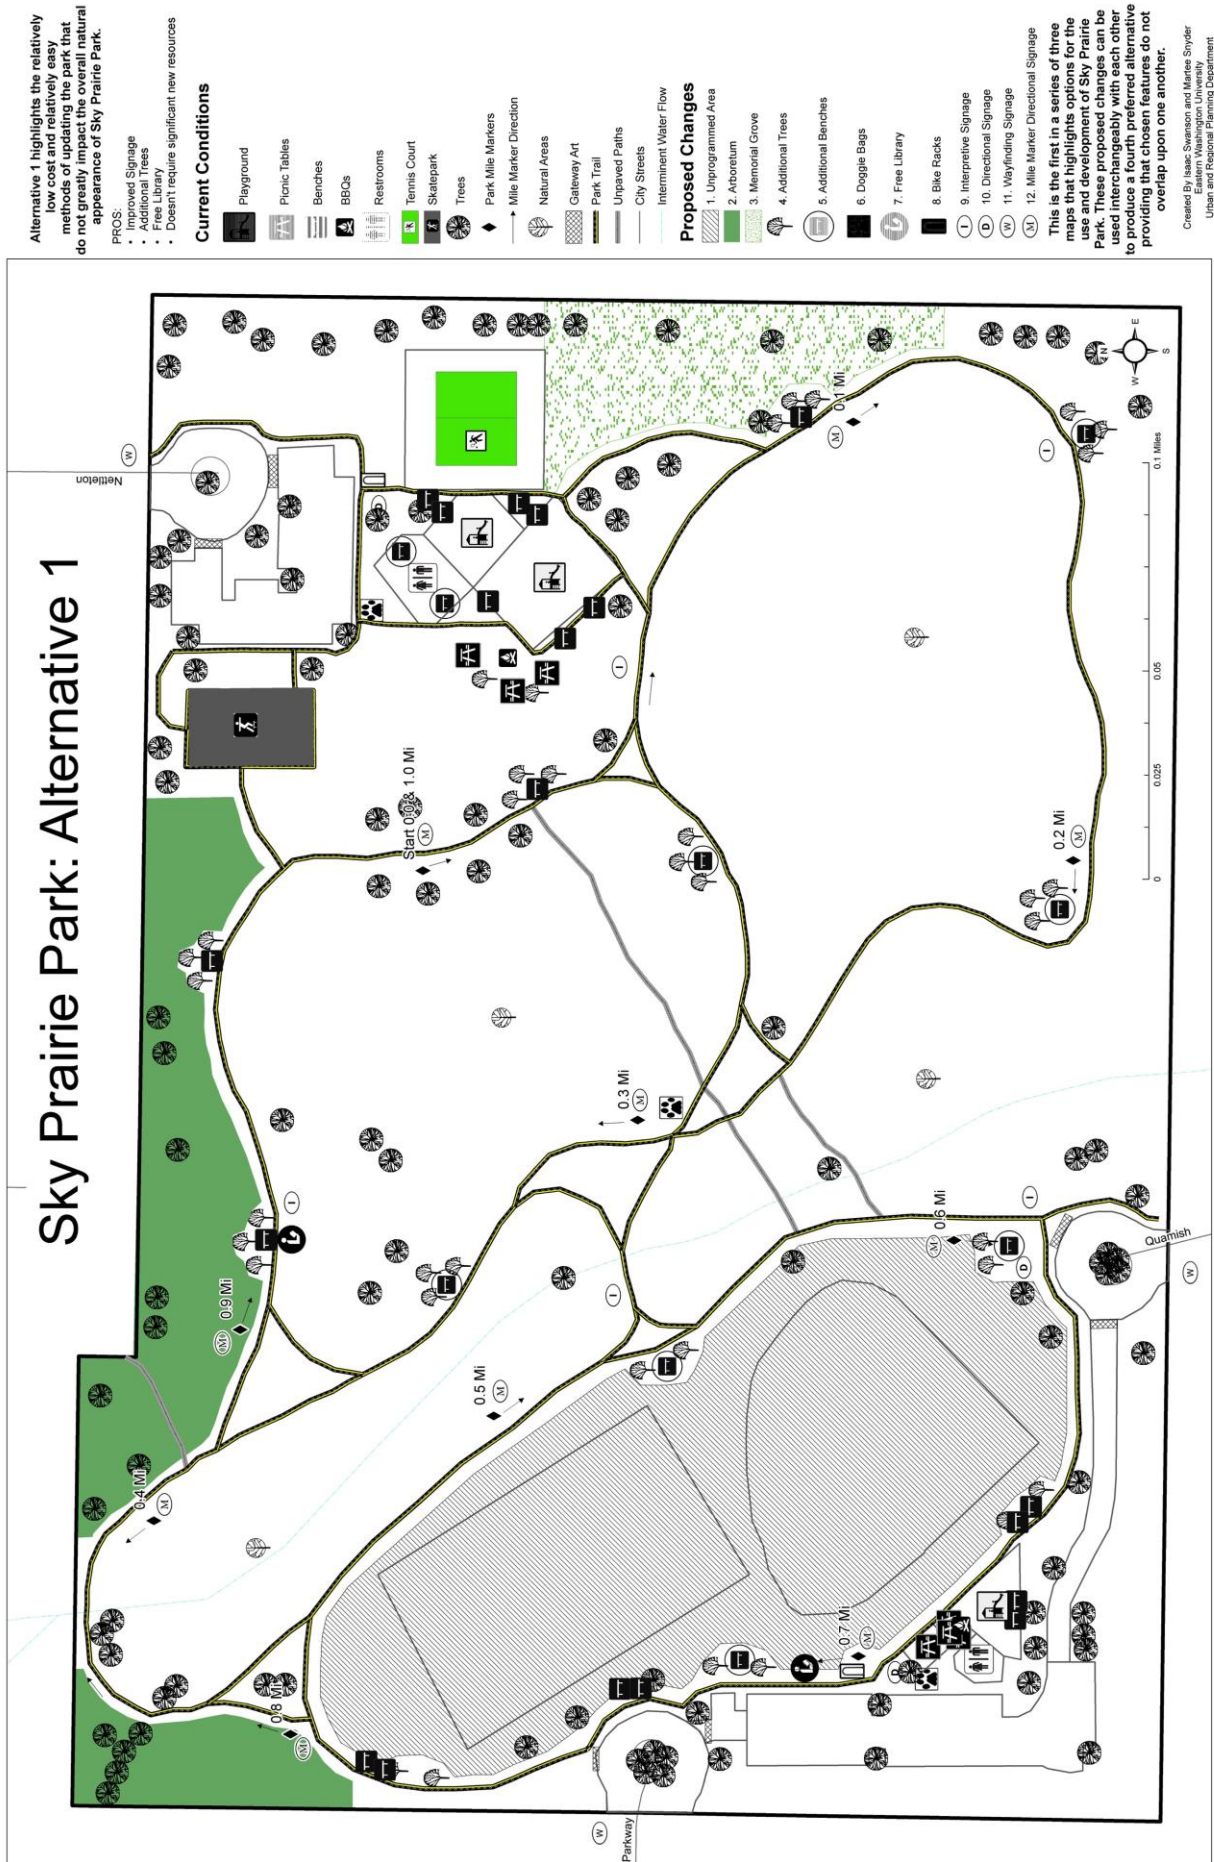 Sky Prairie Park: Alternative 1
Alternative 1 highlights the relatively
low cost and relatively easy
methods of updating the park that
do not greatly impact the overall natural
appearance of Sky Prairie Park.
PROS:
• Improved Signage
• Additional Trees
• Free Library
• Doesn't require significant new resources
Current Conditions
Playground
Picnic Tables
Benches
BBQs
Restrooms
Tennis Court
Skatepark
Trees
Park Mile Markers
Mile Marker Direction
Natural Areas
Gateway Art
Park Trail
Unpaved Paths
City Streets
Interminment Water Flow
Proposed Changes
1. Unprogrammed Area
2. Arboretum
3. Memorial Grove
4. Additional Trees
5. Additional Benches
6. Doggie Bags
7. Free Library
8. Bike Racks
I 9. Interpretive Signage
D 10. Directional Signage
W 11. Wayfinding Signage
M 12. Mile Marker Directional Signage
This is the first in a series of three
maps that highlights options for the
use and development of Sky Prairie
Park. These proposed changes can be
used interchangeably with each other
to produce a fourth preferred alternative
providing that chosen features do not
overlap upon one another.
Created By Isaac Swanson and Martee Snyder
Eastern Washington University
Urban and Regional Planning Department
W
Nettleton
D
Start 0.0 & 1.0 Mi
M
I
0.1 Mi
M
I
0.2 Mi
M
0.3 Mi
M
I
0.9 Mi
M
0.4 Mi
M
0.5 Mi
M
I
0.6 Mi
M
D
I
Quamish
W
0.7 Mi
M
D
0.8 Mi
M
W
Parkway
N
E
S
W
0
0.025
0.05
0.1 Miles